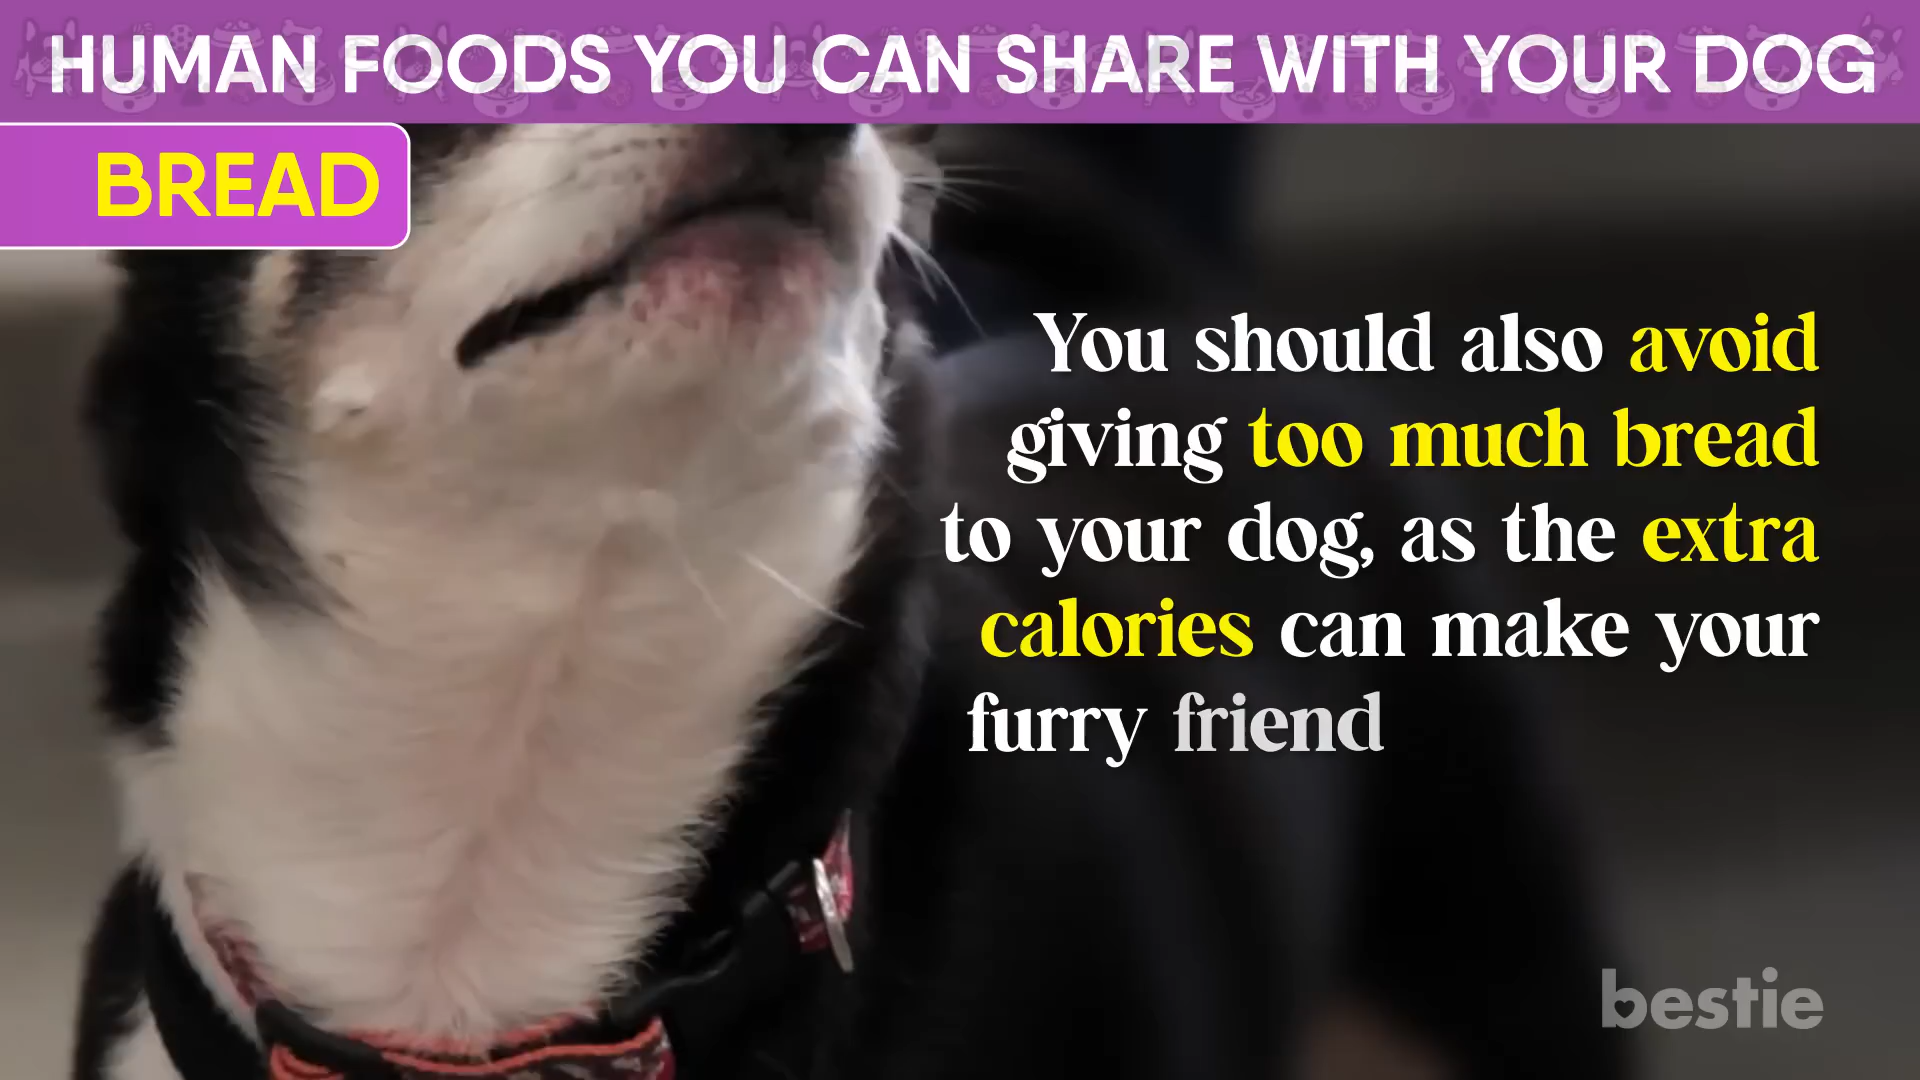 HUMAN FOODS YOU CAN SHARE WITH YOUR DOG
BREAD
You should also avoid
giving too much bread
to your dog, as the extra
calories can make your
furry friend
bestie